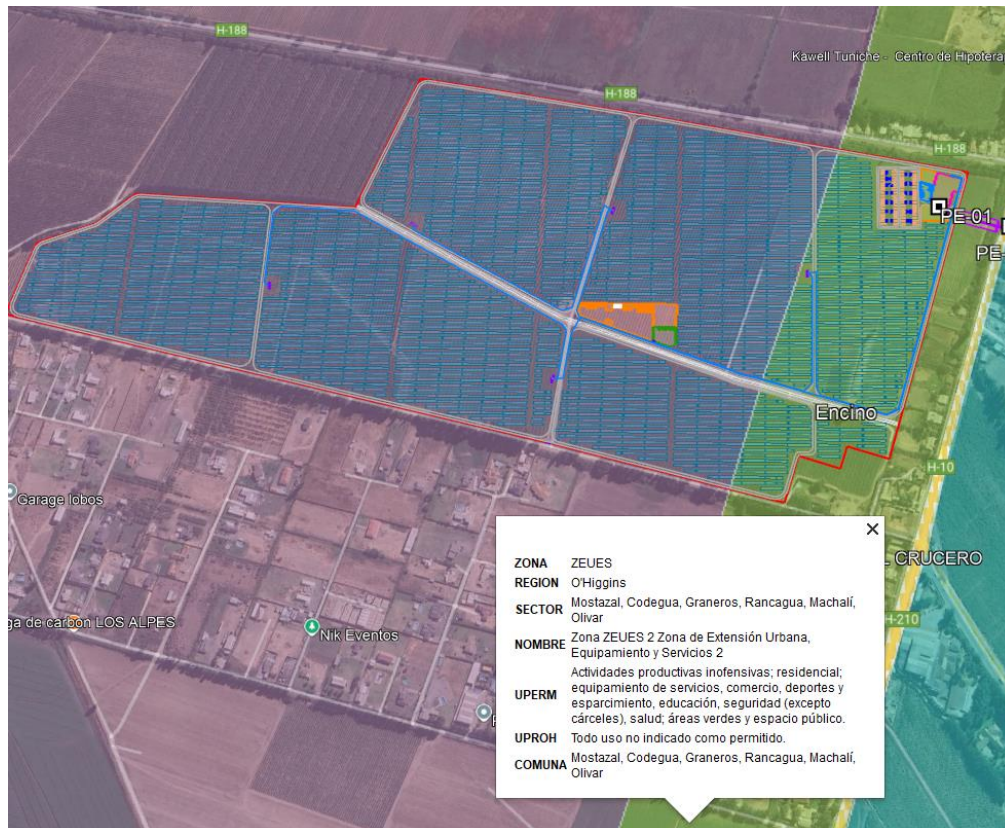 H-188
Kawell Tuniche - Centro de Hipotera
H-188
H-188
PE-01
PE-
Encino
H-10
Garage lobos
CRUCERO
ga de carbon LOS ALPES
Nik Eventos
H-210
ZONA ZEUES
REGION O'Higgins
SECTOR Mostazal, Codegua, Graneros, Rancagua, Machalí,
Olivar
NOMBRE Zona ZEUES 2 Zona de Extensión Urbana,
Equipamiento y Servicios 2
UPERM Actividades productivas inofensivas; residencial;
equipamiento de servicios, comercio, deportes y
esparcimiento, educación, seguridad (excepto
cárceles), salud; áreas verdes y espacio público.
UPROH Todo uso no indicado como permitido.
COMUNA Mostazal, Codegua, Graneros, Rancagua, Machalí,
Olivar